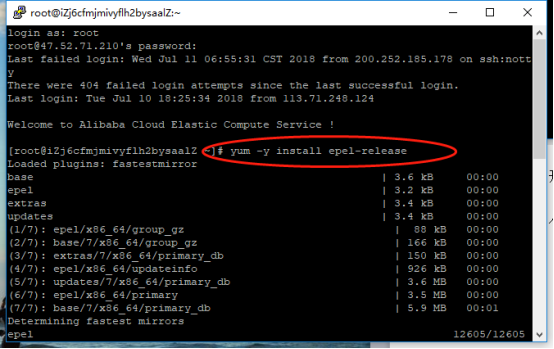 root@iZj6cfmjmivyflh2bysaalZ:~
login as: root
root@47.52.71.210's password:
Last failed login: Wed Jul 11 06:55:31 CST 2018 from 200.252.185.178 on ssh:nott
y
There were 404 failed login attempts since the last successful login.
Last login: Tue Jul 10 18:25:34 2018 from 113.71.248.124
Welcome to Alibaba Cloud Elastic Compute Service !
[root@iZj6cfmjmivyflh2bysaalZ ~]# yum -y install epel-release
Loaded plugins: fastestmirror
base | 3.6 kB 00:00
epel | 3.2 kB 00:00
extras | 3.4 kB 00:00
updates | 3.4 kB 00:00
(1/7): epel/x86_64/group_gz | 88 kB 00:00
(2/7): base/7/x86_64/group_gz | 166 kB 00:00
(3/7): extras/7/x86_64/primary_db | 150 kB 00:00
(4/7): epel/x86_64/updateinfo | 926 kB 00:00
(5/7): updates/7/x86_64/primary_db | 3.6 MB 00:00
(6/7): epel/x86_64/primary | 3.5 MB 00:00
(7/7): base/7/x86_64/primary_db | 5.9 MB 00:01
Determining fastest mirrors
epel 12605/12605